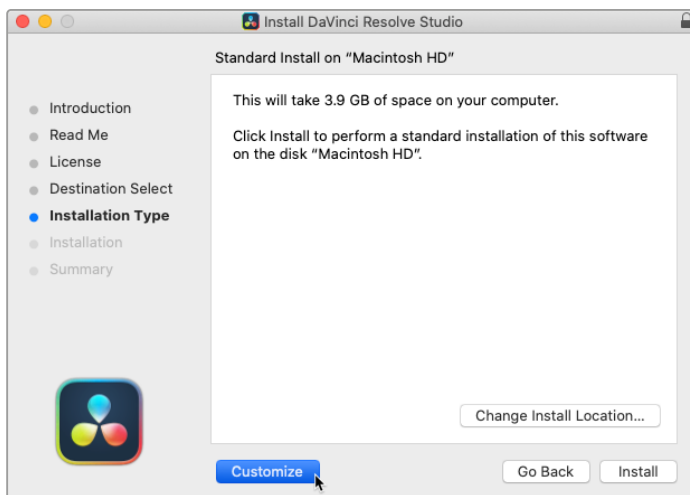 Install DaVinci Resolve Studio
Standard Install on “Macintosh HD”
Introduction
Read Me
License
Destination Select
Installation Type
Installation
Summary
This will take 3.9 GB of space on your computer.
Click Install to perform a standard installation of this software
on the disk “Macintosh HD”.
Change Install Location...
Customize
Go Back
Install